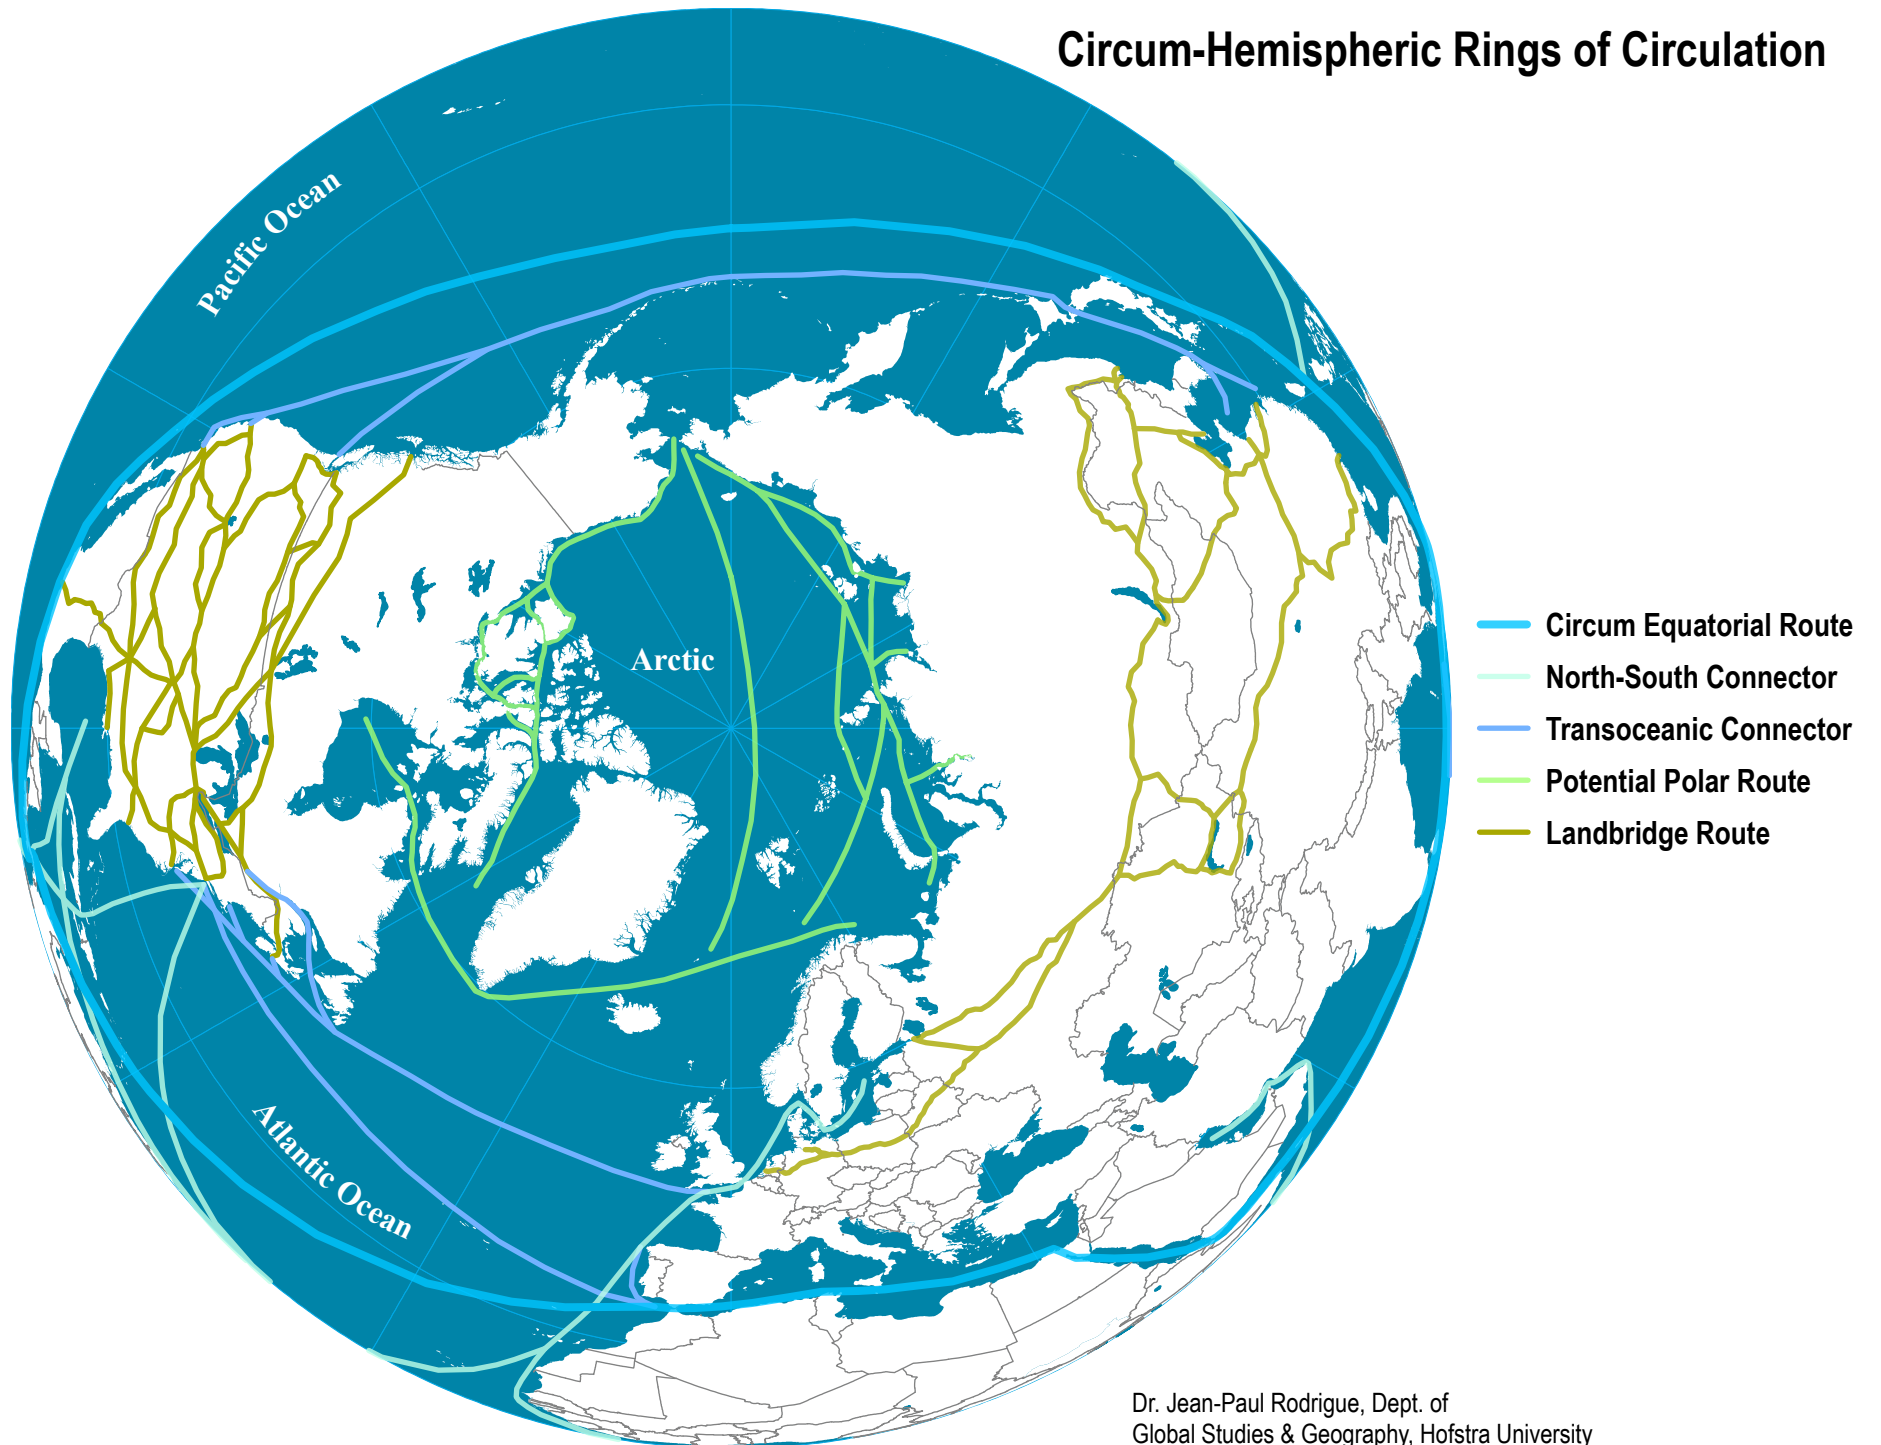 Circum-Hemispheric Rings of Circulation
Pacific Ocean
Arctic
Atlantic Ocean
Circum Equatorial Route
North-South Connector
Transoceanic Connector
Potential Polar Route
Landbridge Route
Dr. Jean-Paul Rodrigue, Dept. of
Global Studies & Geography, Hofstra University